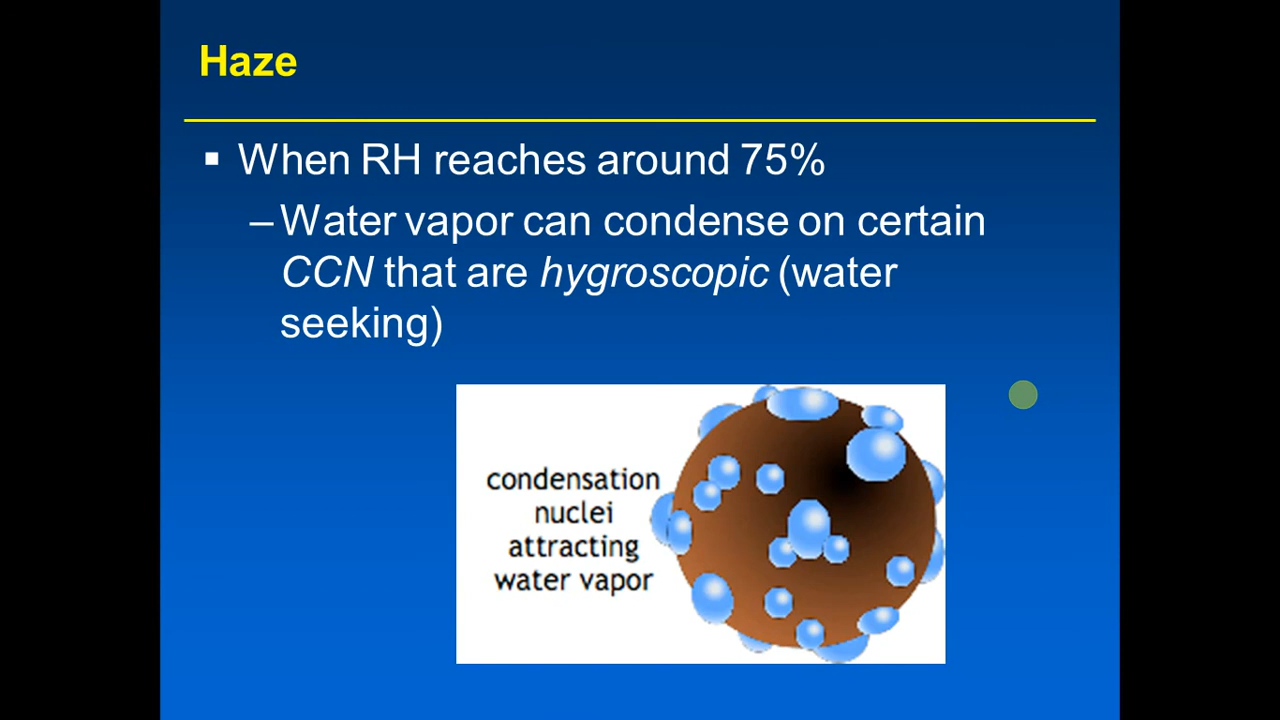 Haze
▪ When RH reaches around 75%
–Water vapor can condense on certain
CCN that are hygroscopic (water
seeking)
condensation
nuclei
attracting
water vapor